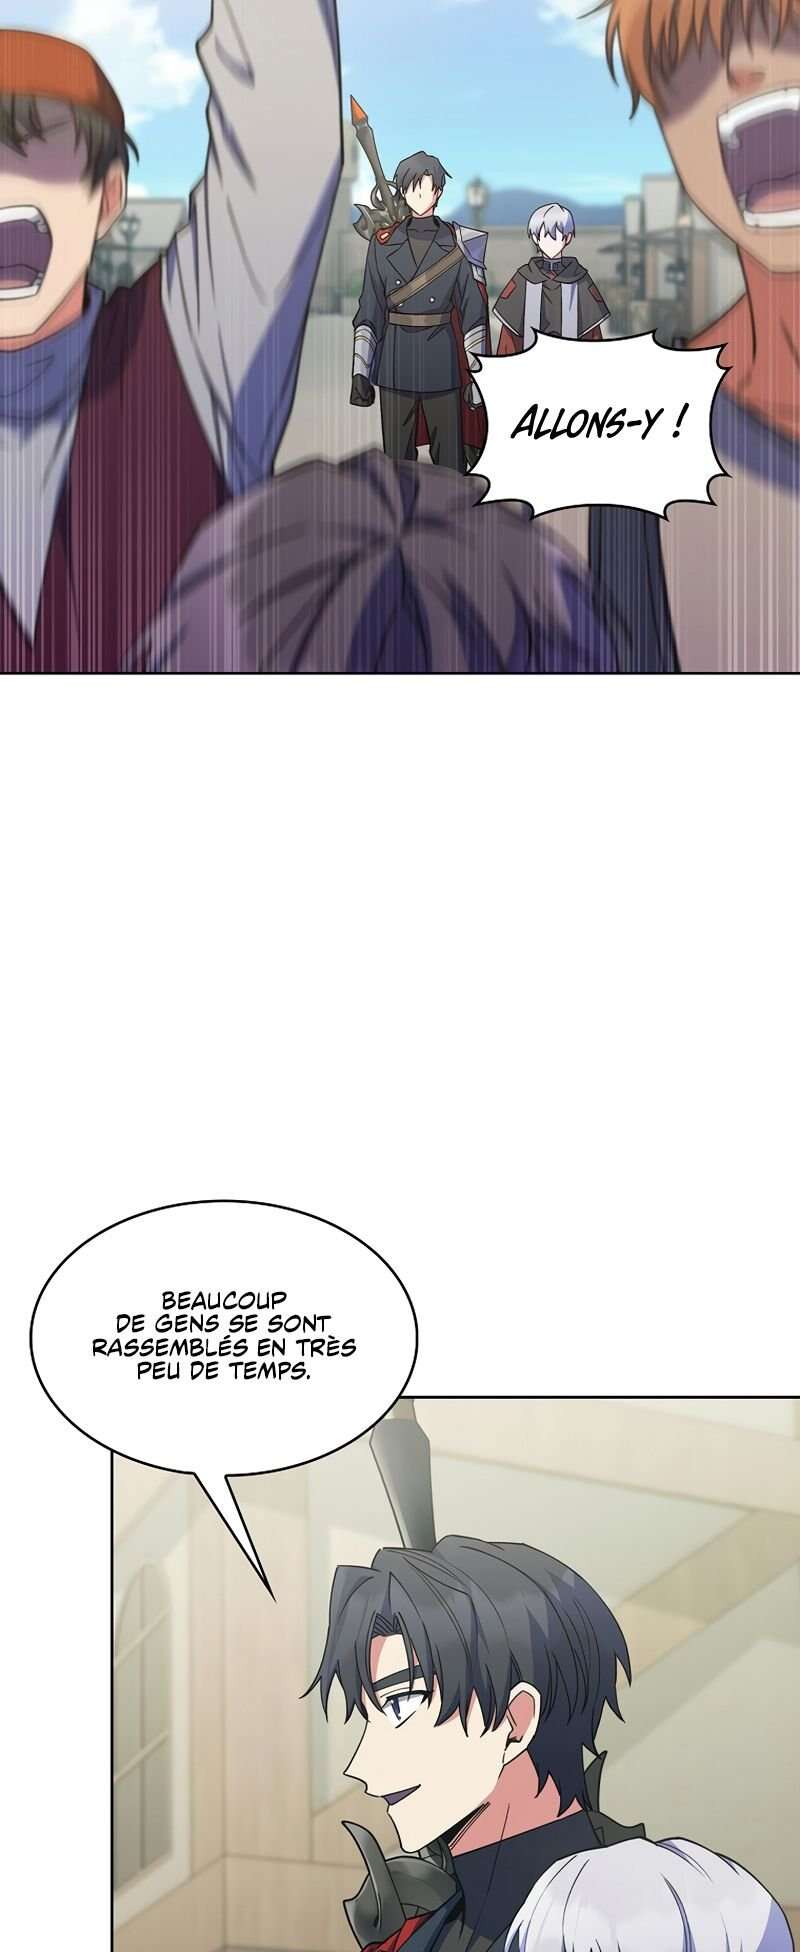 ALLONS-Y !
BEAUCOUP
DE GENS SE SONT
RASSEMBLÉS EN TRÈS
PEU DE TEMPS.